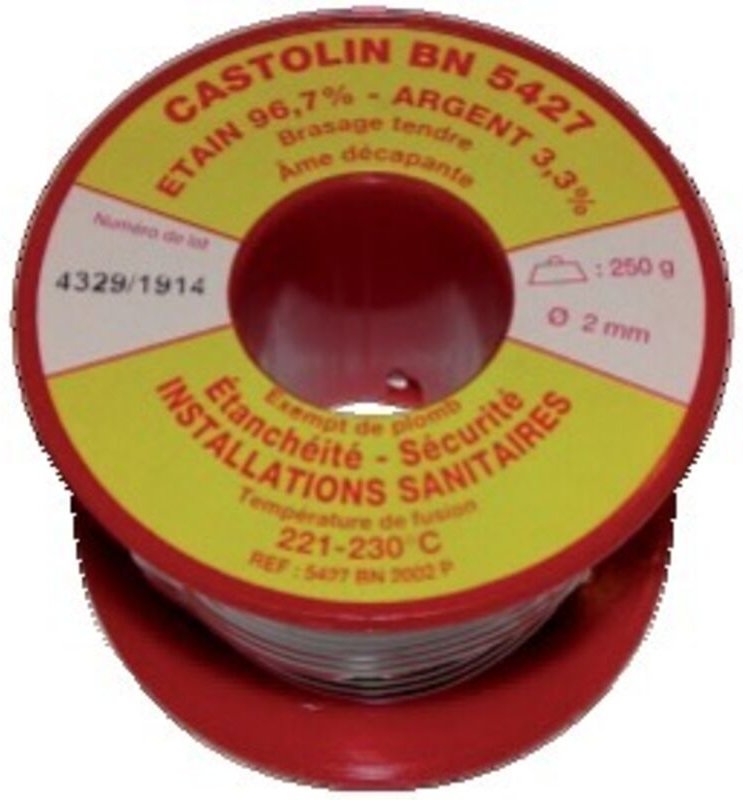 CASTOLIN BN 5427
ETAIN 96,7% - ARGENT 3,3%
Brasage tendre
Âme décapante
Numéro de lot
4329/1914
: 250 g
Ø 2 mm
Exempt de plomb
Étanchéité - Sécurité
INSTALLATIONS SANITAIRES
Température de fusion
221-230°C
REF : 5427 BN 2002 P